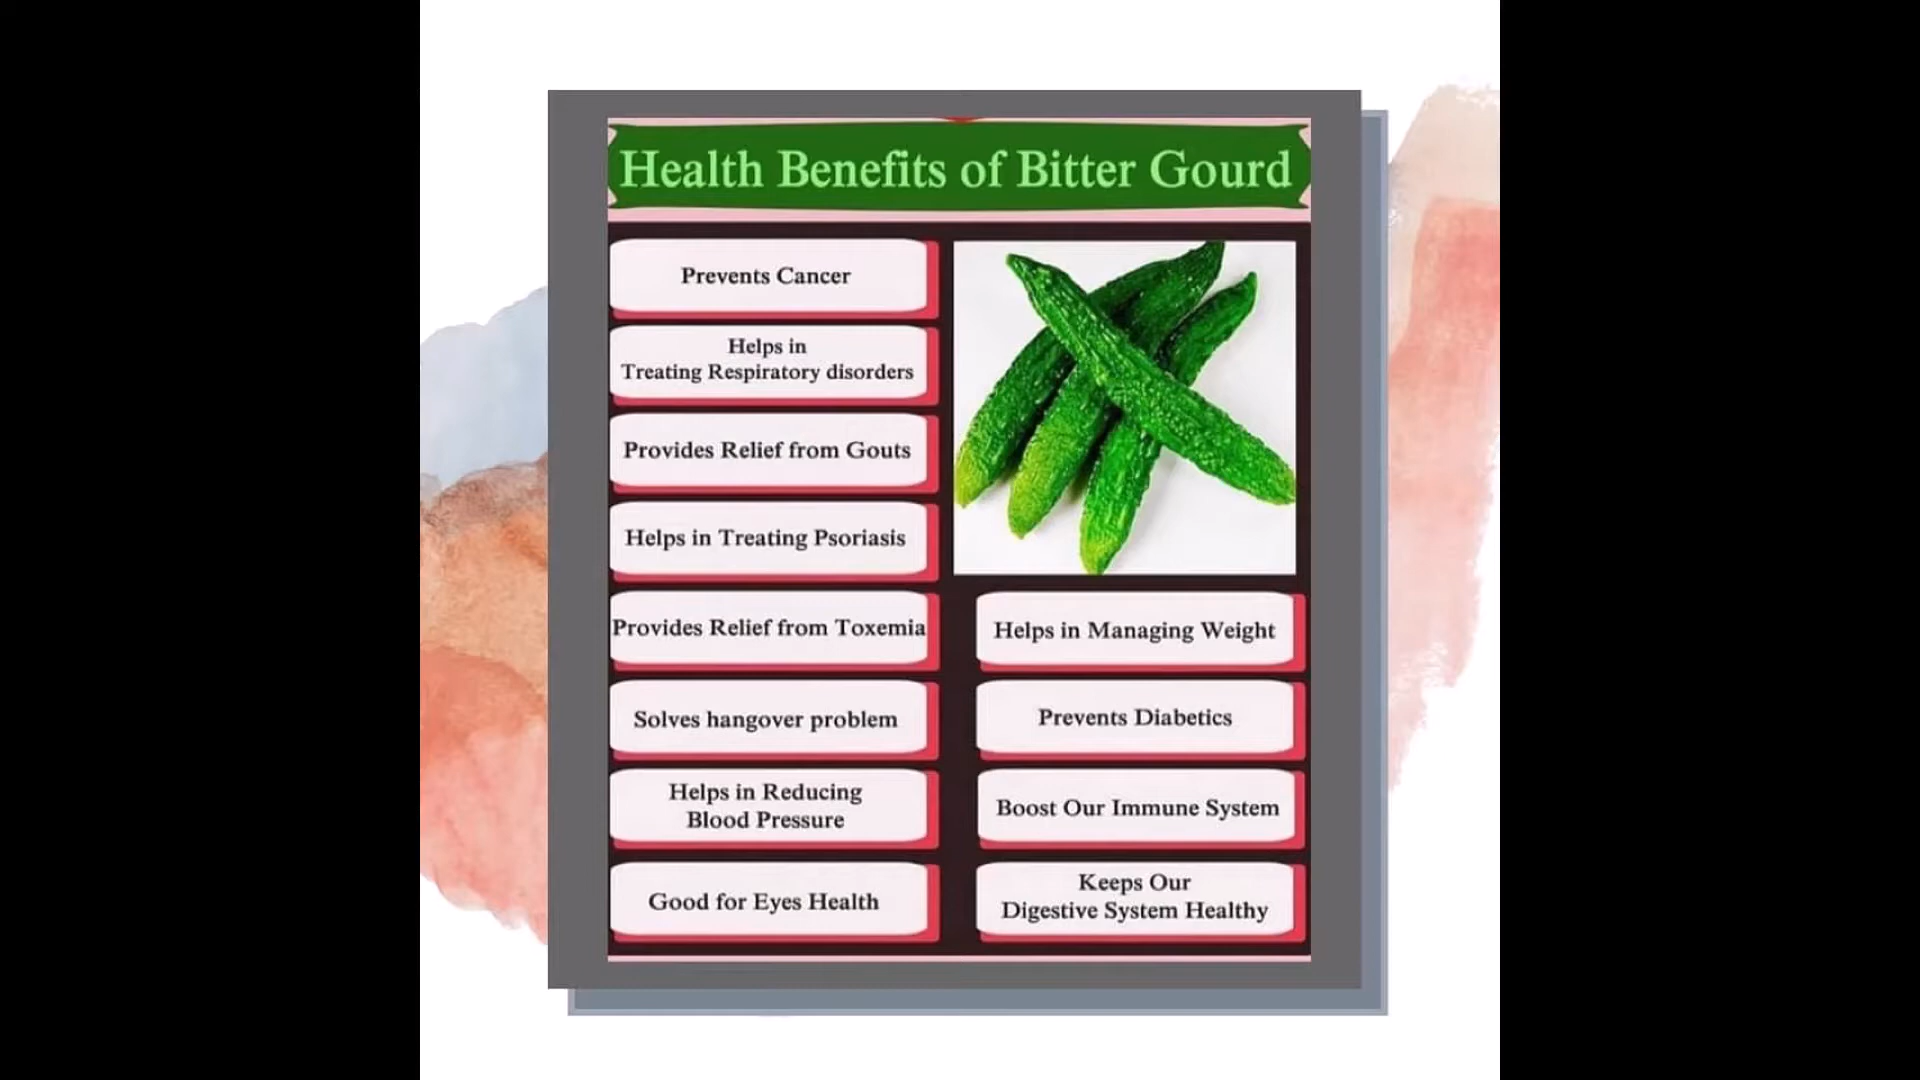 Health Benefits of Bitter Gourd
Prevents Cancer
Helps in
Treating Respiratory disorders
Provides Relief from Gouts
Helps in Treating Psoriasis
Provides Relief from Toxemia
Solves hangover problem
Helps in Reducing
Blood Pressure
Good for Eyes Health
Helps in Managing Weight
Prevents Diabetics
Boost Our Immune System
Keeps Our
Digestive System Healthy